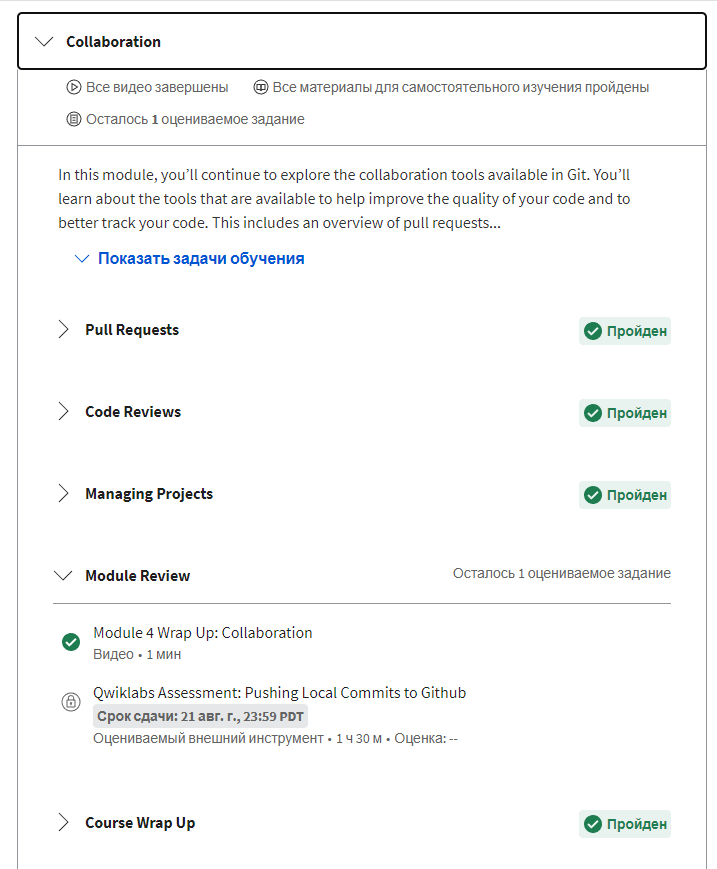 Collaboration
Все видео завершены Все материалы для самостоятельного изучения пройдены
Осталось 1 оцениваемое задание
In this module, you’ll continue to explore the collaboration tools available in Git. You’ll
learn about the tools that are available to help improve the quality of your code and to
better track your code. This includes an overview of pull requests...
Показать задачи обучения
Pull Requests Пройден
Code Reviews Пройден
Managing Projects Пройден
Module Review Осталось 1 оцениваемое задание
Module 4 Wrap Up: Collaboration
Видео • 1 мин
Qwiklabs Assessment: Pushing Local Commits to Github
Срок сдачи: 21 авг. г., 23:59 PDT
Оцениваемый внешний инструмент • 1 ч 30 м • Оценка: --
Course Wrap Up Пройден